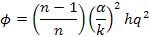 ϕ = ((n − 1)/n) (α/k)² hq²